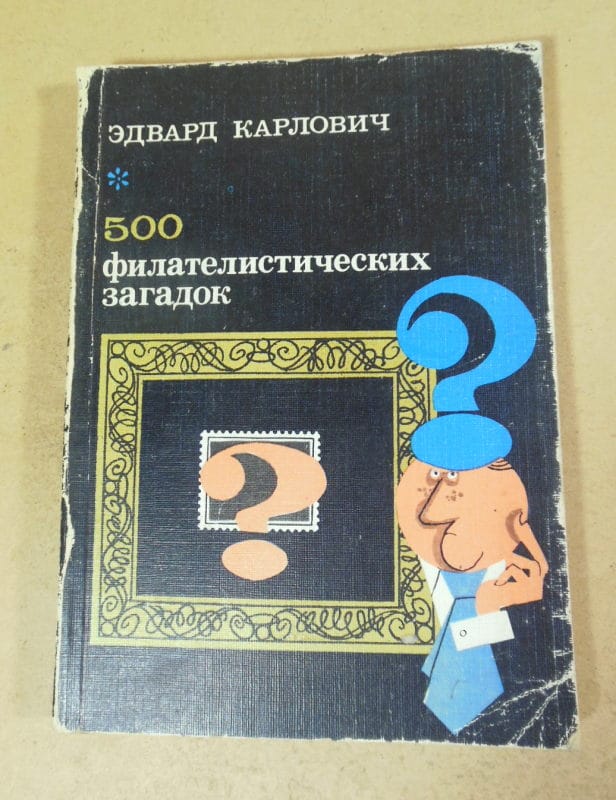 ЭДВАРД КАРЛОВИЧ
500
филателистических
загадок